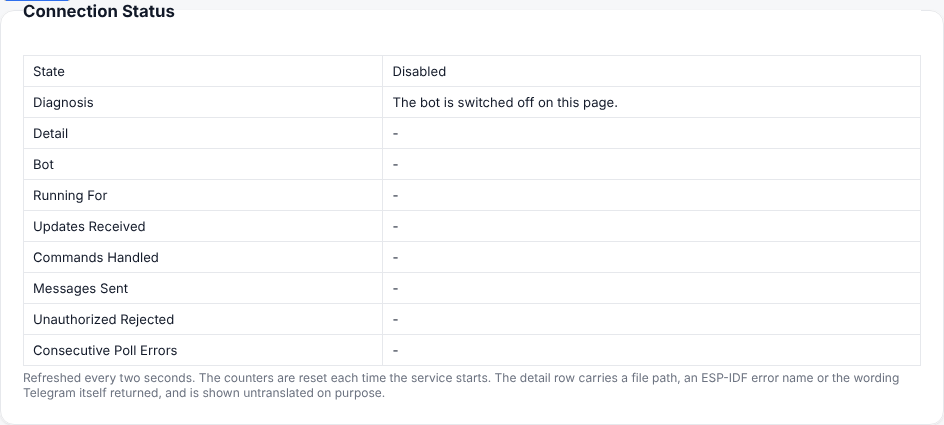 Connection Status
State Disabled
Diagnosis The bot is switched off on this page.
Detail -
Bot -
Running For -
Updates Received -
Commands Handled -
Messages Sent -
Unauthorized Rejected -
Consecutive Poll Errors -
Refreshed every two seconds. The counters are reset each time the service starts. The detail row carries a file path, an ESP-IDF error name or the wording
Telegram itself returned, and is shown untranslated on purpose.